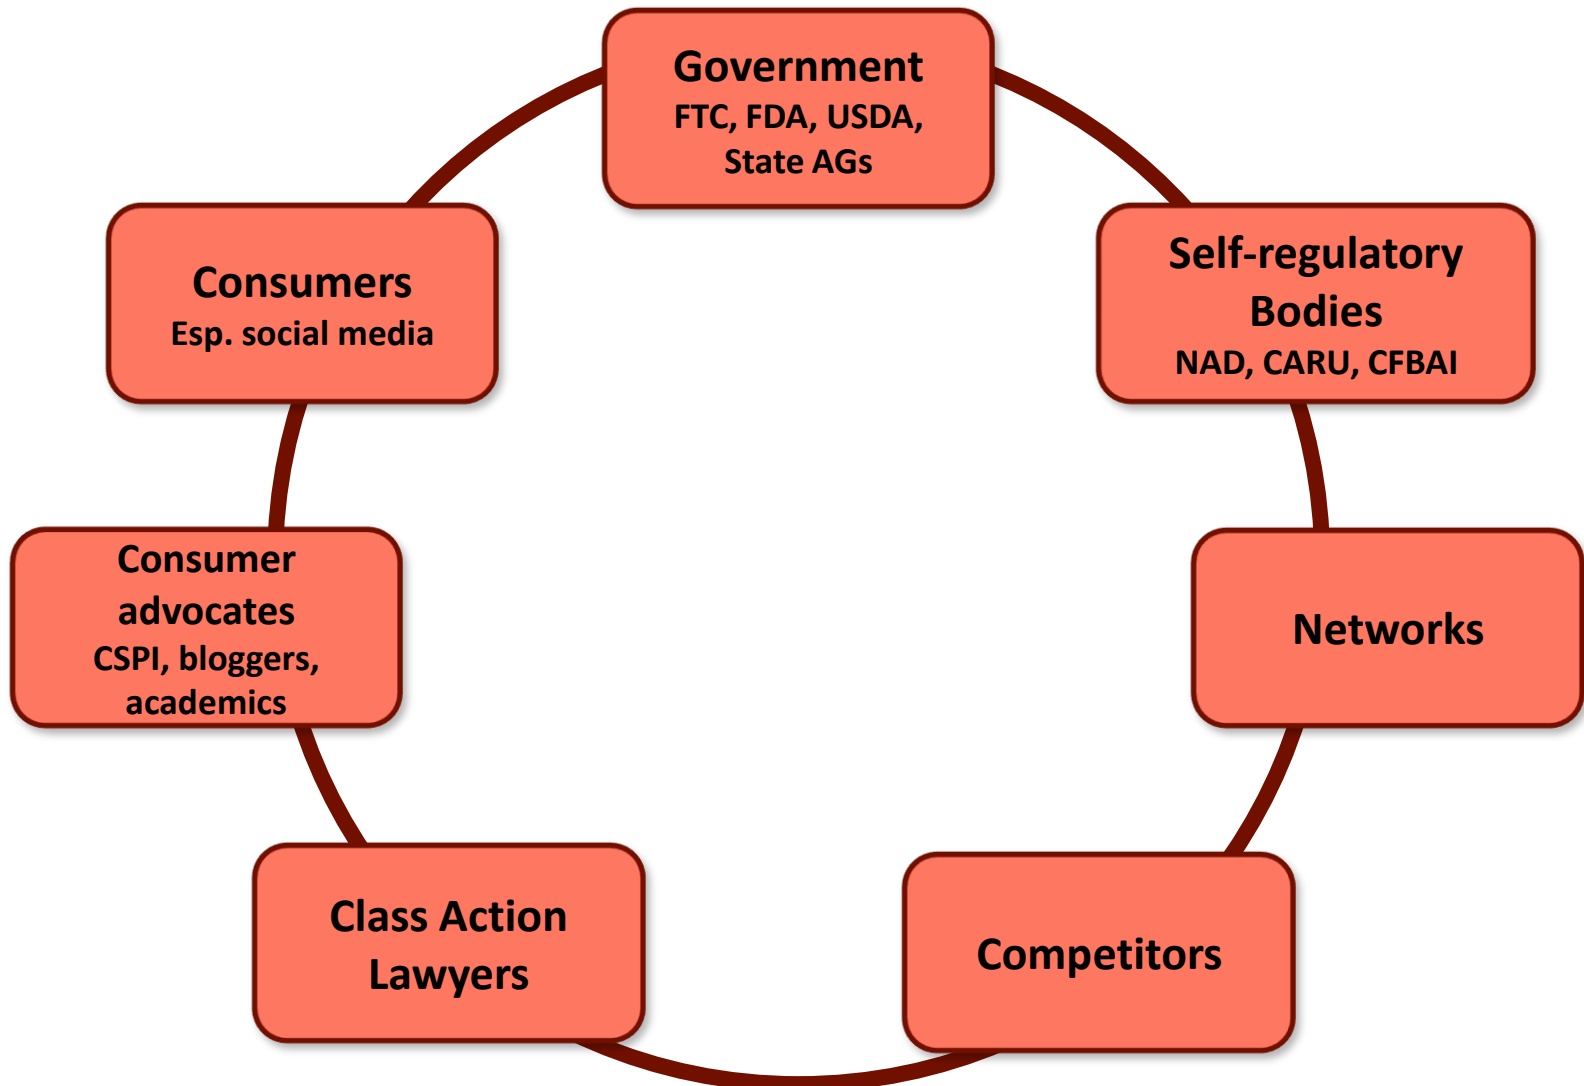 Government
FTC, FDA, USDA,
State AGs
Self-regulatory
Bodies
NAD, CARU, CFBAI
Networks
Competitors
Class Action
Lawyers
Consumer
advocates
CSPI, bloggers,
academics
Consumers
Esp. social media